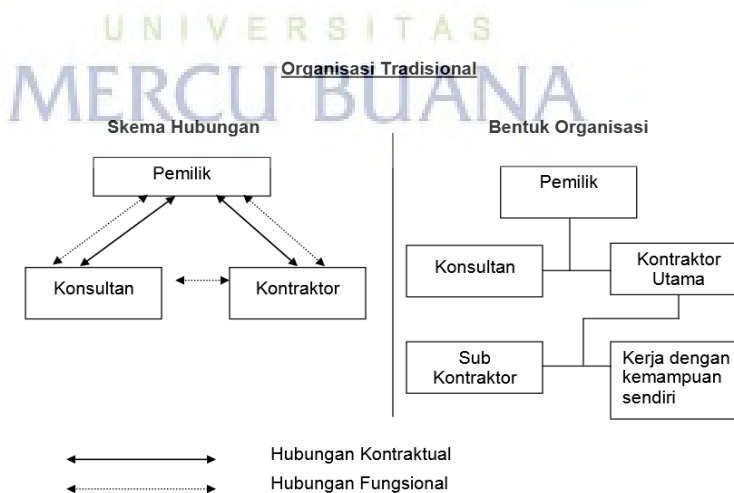 UNIVERSITAS
MERCU BUANA
Organisasi Tradisional
Skema Hubungan
Pemilik
Konsultan
Kontraktor
Bentuk Organisasi
Pemilik
Konsultan
Kontraktor
Utama
Sub
Kontraktor
Kerja dengan
kemampuan
sendiri
Hubungan Kontraktual
Hubungan Fungsional